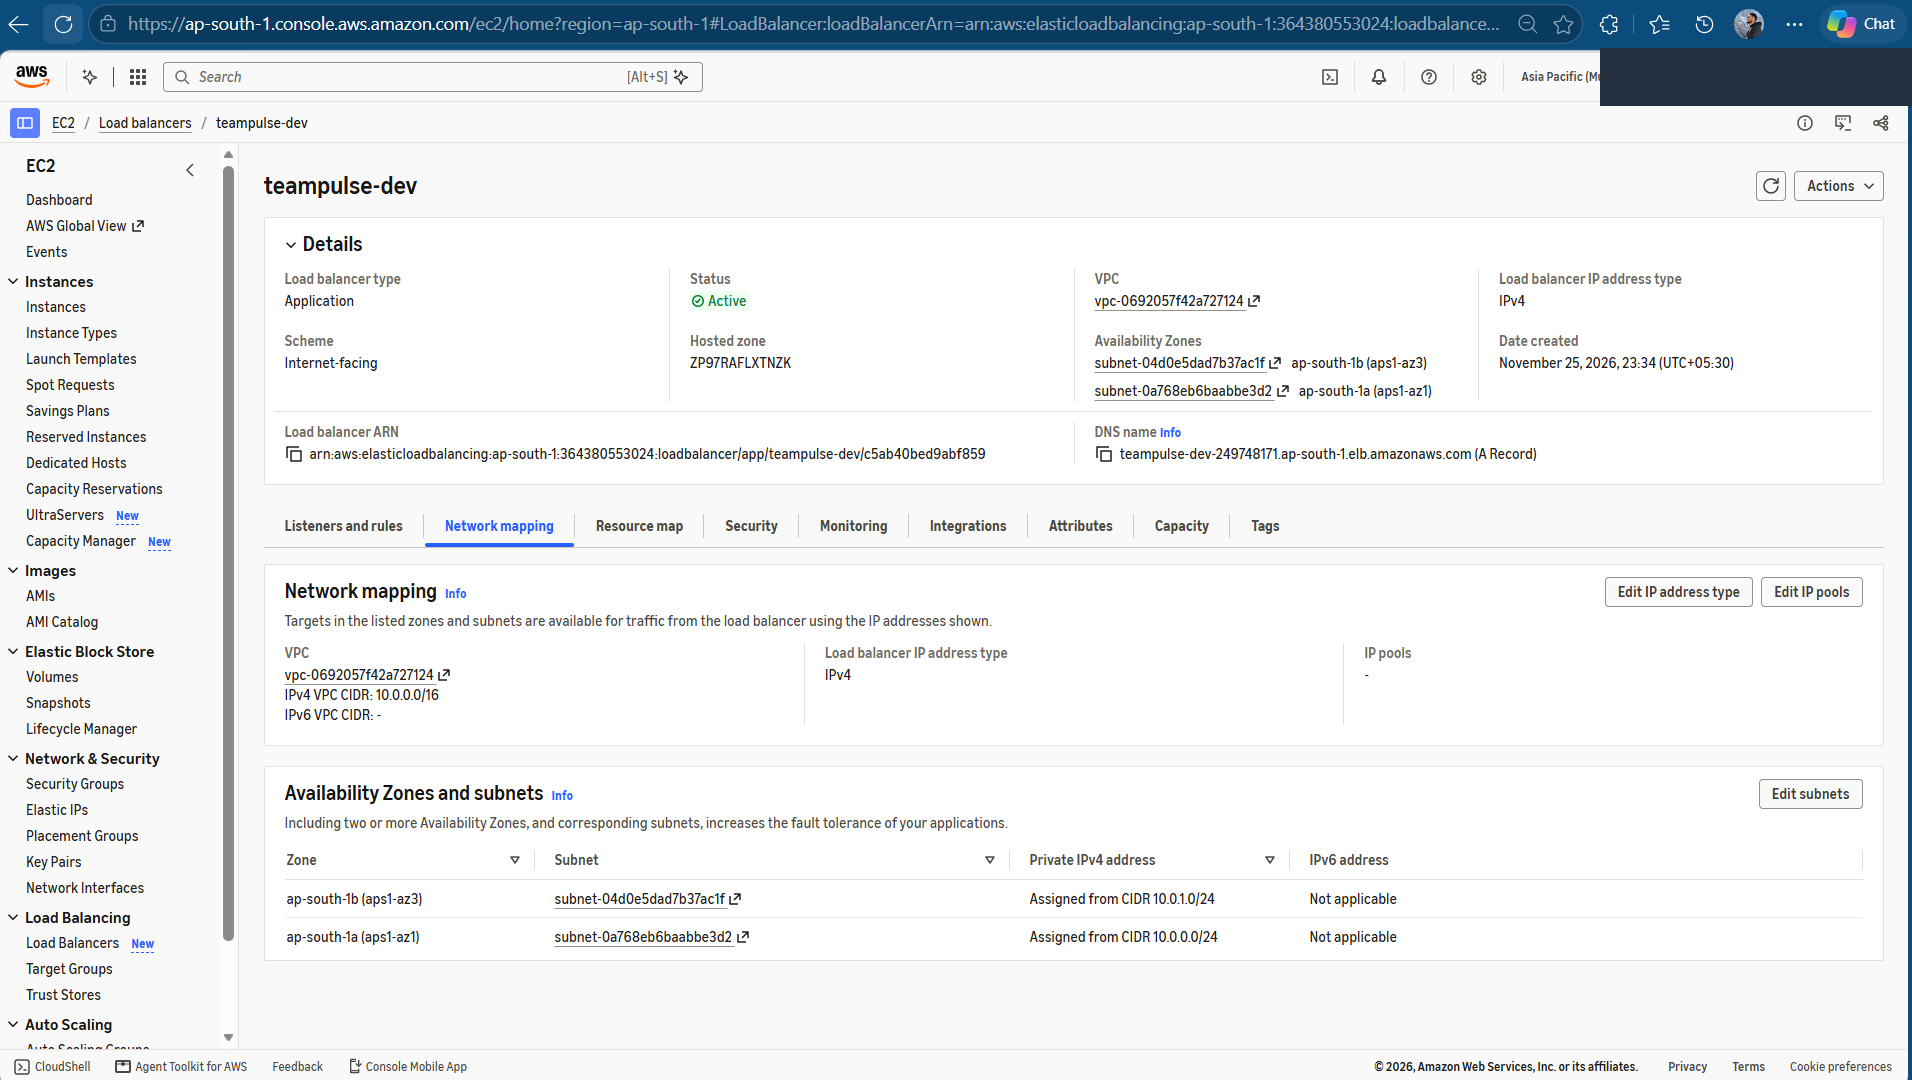 https://ap-south-1.console.aws.amazon.com/ec2/home?region=ap-south-1#LoadBalancer:loadBalancerArn=arn:aws:elasticloadbalancing:ap-south-1:364380553024:loadbalance...
Chat
aws
Search
[Alt+S]
Asia Pacific (Mu
EC2 / Load balancers / teampulse-dev
EC2
Dashboard
AWS Global View
Events
Instances
Instances
Instance Types
Launch Templates
Spot Requests
Savings Plans
Reserved Instances
Dedicated Hosts
Capacity Reservations
UltraServers New
Capacity Manager New
Images
AMIs
AMI Catalog
Elastic Block Store
Volumes
Snapshots
Lifecycle Manager
Network & Security
Security Groups
Elastic IPs
Placement Groups
Key Pairs
Network Interfaces
Load Balancing
Load Balancers New
Target Groups
Trust Stores
Auto Scaling
Auto Scaling Groups
teampulse-dev
Actions
Details
Load balancer type
Application
Status
Active
VPC
vpc-0692057f42a727124
Load balancer IP address type
IPv4
Scheme
Internet-facing
Hosted zone
ZP97RAFLXTNZK
Availability Zones
subnet-04d0e5dad7b37ac1f ap-south-1b (aps1-az3)
subnet-0a768eb6baabbe3d2 ap-south-1a (aps1-az1)
Date created
November 25, 2026, 23:34 (UTC+05:30)
Load balancer ARN
arn:aws:elasticloadbalancing:ap-south-1:364380553024:loadbalancer/app/teampulse-dev/c5ab40bed9abf859
DNS name Info
teampulse-dev-249748171.ap-south-1.elb.amazonaws.com (A Record)
Listeners and rules
Network mapping
Resource map
Security
Monitoring
Integrations
Attributes
Capacity
Tags
Network mapping Info
Edit IP address type
Edit IP pools
Targets in the listed zones and subnets are available for traffic from the load balancer using the IP addresses shown.
VPC
vpc-0692057f42a727124
IPv4 VPC CIDR: 10.0.0.0/16
IPv6 VPC CIDR: -
Load balancer IP address type
IPv4
IP pools
-
Availability Zones and subnets Info
Edit subnets
Including two or more Availability Zones, and corresponding subnets, increases the fault tolerance of your applications.
Zone Subnet Private IPv4 address IPv6 address
ap-south-1b (aps1-az3) subnet-04d0e5dad7b37ac1f Assigned from CIDR 10.0.1.0/24 Not applicable
ap-south-1a (aps1-az1) subnet-0a768eb6baabbe3d2 Assigned from CIDR 10.0.0.0/24 Not applicable
CloudShell
Agent Toolkit for AWS
Feedback
Console Mobile App
© 2026, Amazon Web Services, Inc. or its affiliates.
Privacy
Terms
Cookie preferences